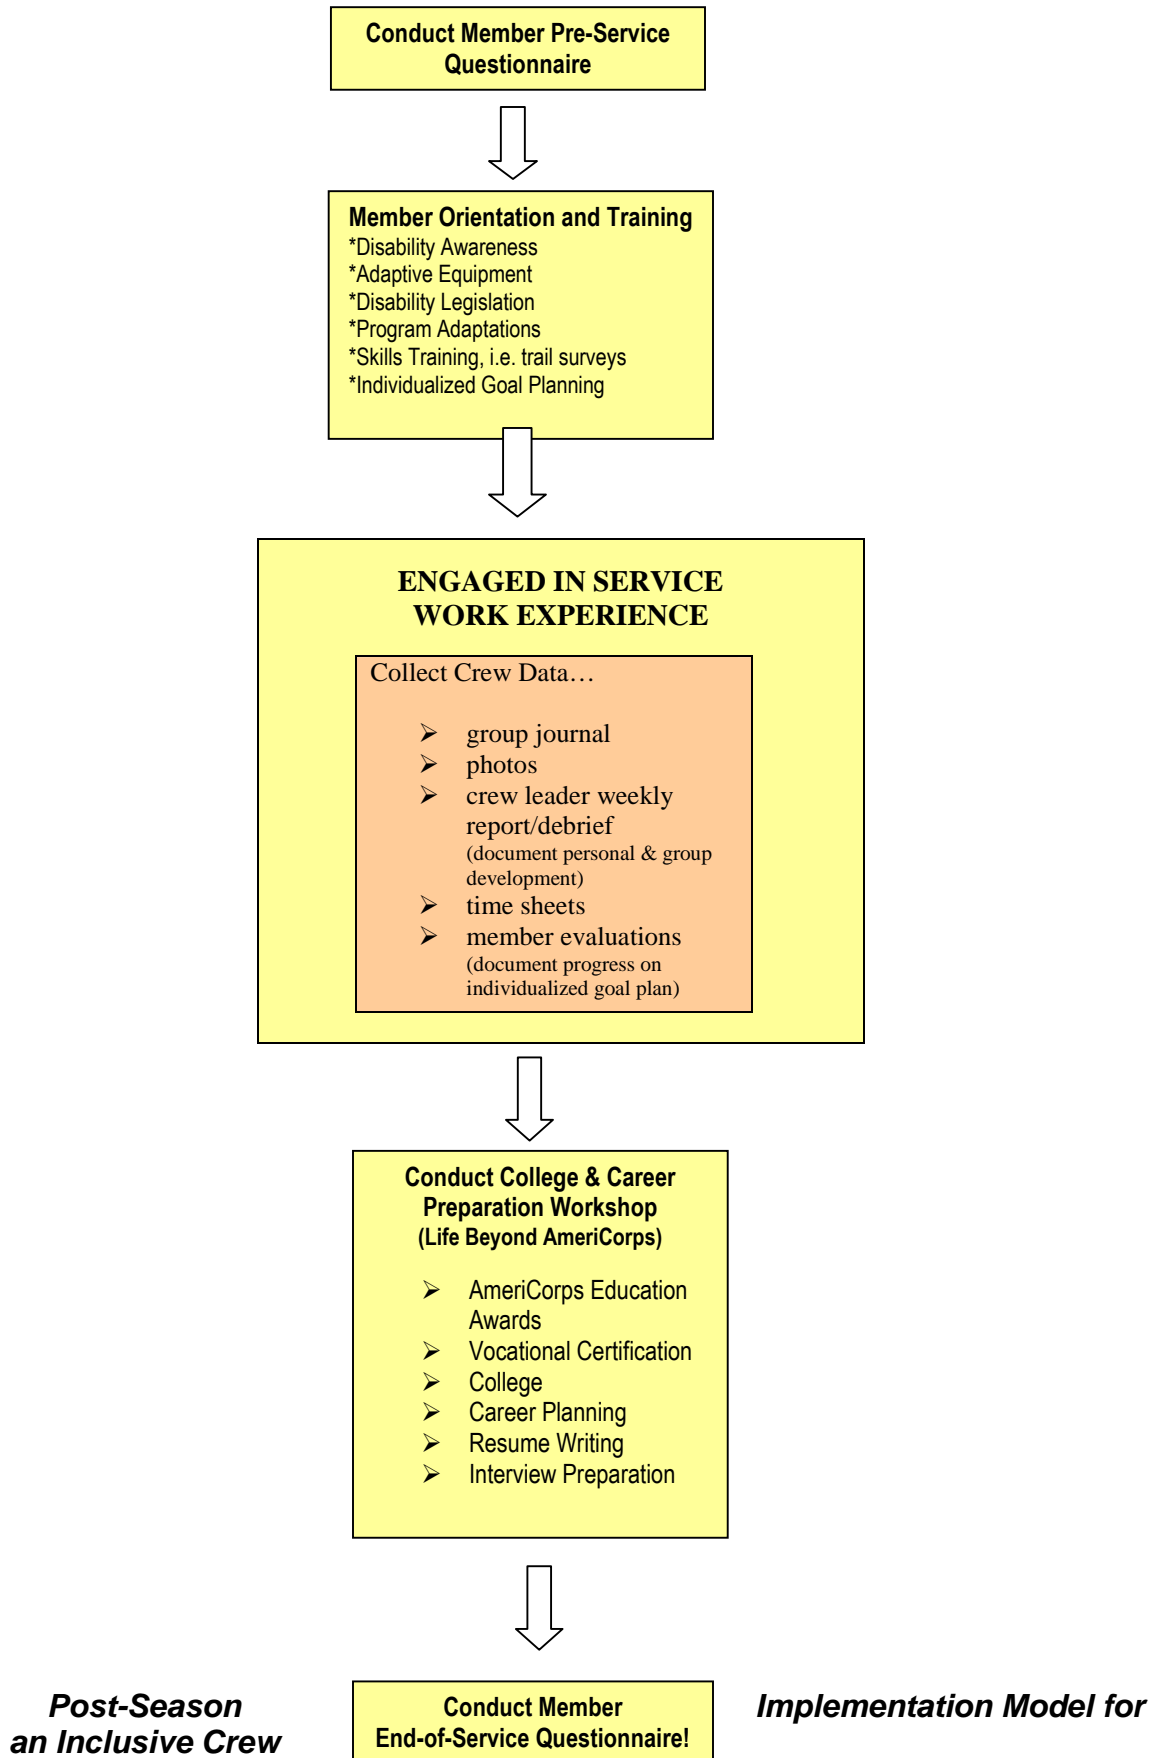 Conduct Member Pre-Service
Questionnaire
Member Orientation and Training
*Disability Awareness
*Adaptive Equipment
*Disability Legislation
*Program Adaptations
*Skills Training, i.e. trail surveys
*Individualized Goal Planning
ENGAGED IN SERVICE
WORK EXPERIENCE
Collect Crew Data…
➢ group journal
➢ photos
➢ crew leader weekly
report/debrief
(document personal & group
development)
➢ time sheets
➢ member evaluations
(document progress on
individualized goal plan)
Conduct College & Career
Preparation Workshop
(Life Beyond AmeriCorps)
➢ AmeriCorps Education
Awards
➢ Vocational Certification
➢ College
➢ Career Planning
➢ Resume Writing
➢ Interview Preparation
Post-Season
Implementation Model for
an Inclusive Crew
Conduct Member
End-of-Service Questionnaire!